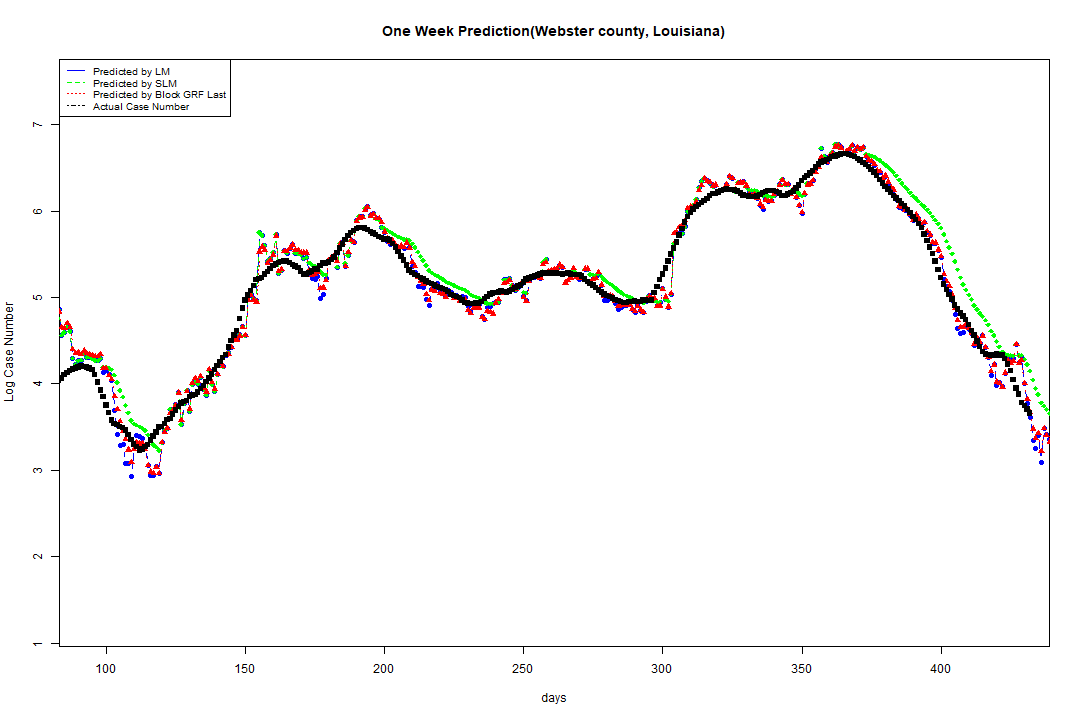 One Week Prediction(Webster county, Louisiana)
Predicted by LM
Predicted by SLM
Predicted by Block GRF Last
Actual Case Number
7
6
5
4
3
2
1
Log Case Number
100 150 200 250 300 350 400
days